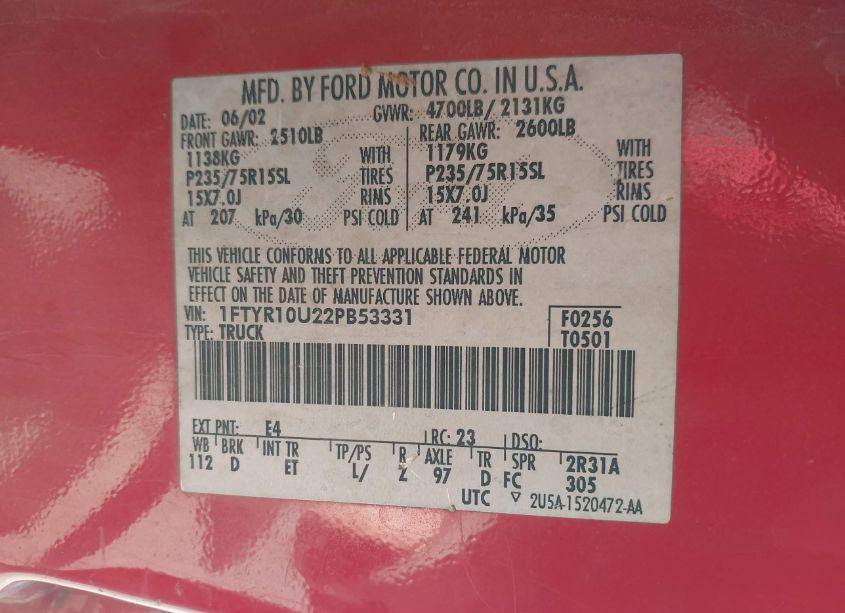 MFD. BY FORD MOTOR CO. IN U.S.A.
DATE: 06/02 GVWR: 4700LB/ 2131KG
FRONT GAWR: 2510LB REAR GAWR: 2600LB
1138KG WITH 1179KG WITH
P235/75R15SL TIRES P235/75R15SL TIRES
15X7.0J RIMS 15X7.0J RIMS
AT 207 kPa/30 PSI COLD AT 241 kPa/35 PSI COLD
THIS VEHICLE CONFORMS TO ALL APPLICABLE FEDERAL MOTOR
VEHICLE SAFETY AND THEFT PREVENTION STANDARDS IN
EFFECT ON THE DATE OF MANUFACTURE SHOWN ABOVE.
VIN: 1FTYR10U22PB53331 F0256
TYPE: TRUCK T0501
EXT PNT: E4 RC: 23 DSO:
WB BRK INT TR TP/PS R AXLE TR SPR 2R31A
112 D ET L/ Z 97 D FC 305
UTC ▽ 2U5A-1520472-AA